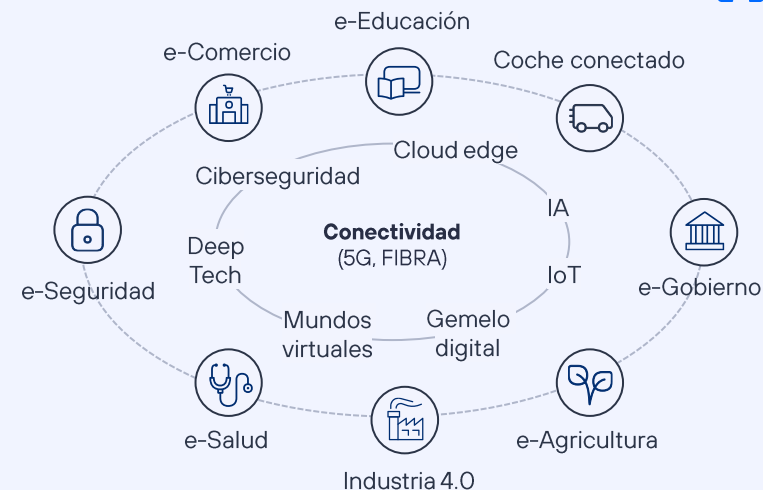 e-Educación
e-Comercio
Coche conectado
Cloud edge
Ciberseguridad
IA
Conectividad
(5G, FIBRA)
Deep
Tech
IoT
e-Seguridad
e-Gobierno
Mundos
virtuales
Gemelo
digital
e-Salud
e-Agricultura
Industria 4.0